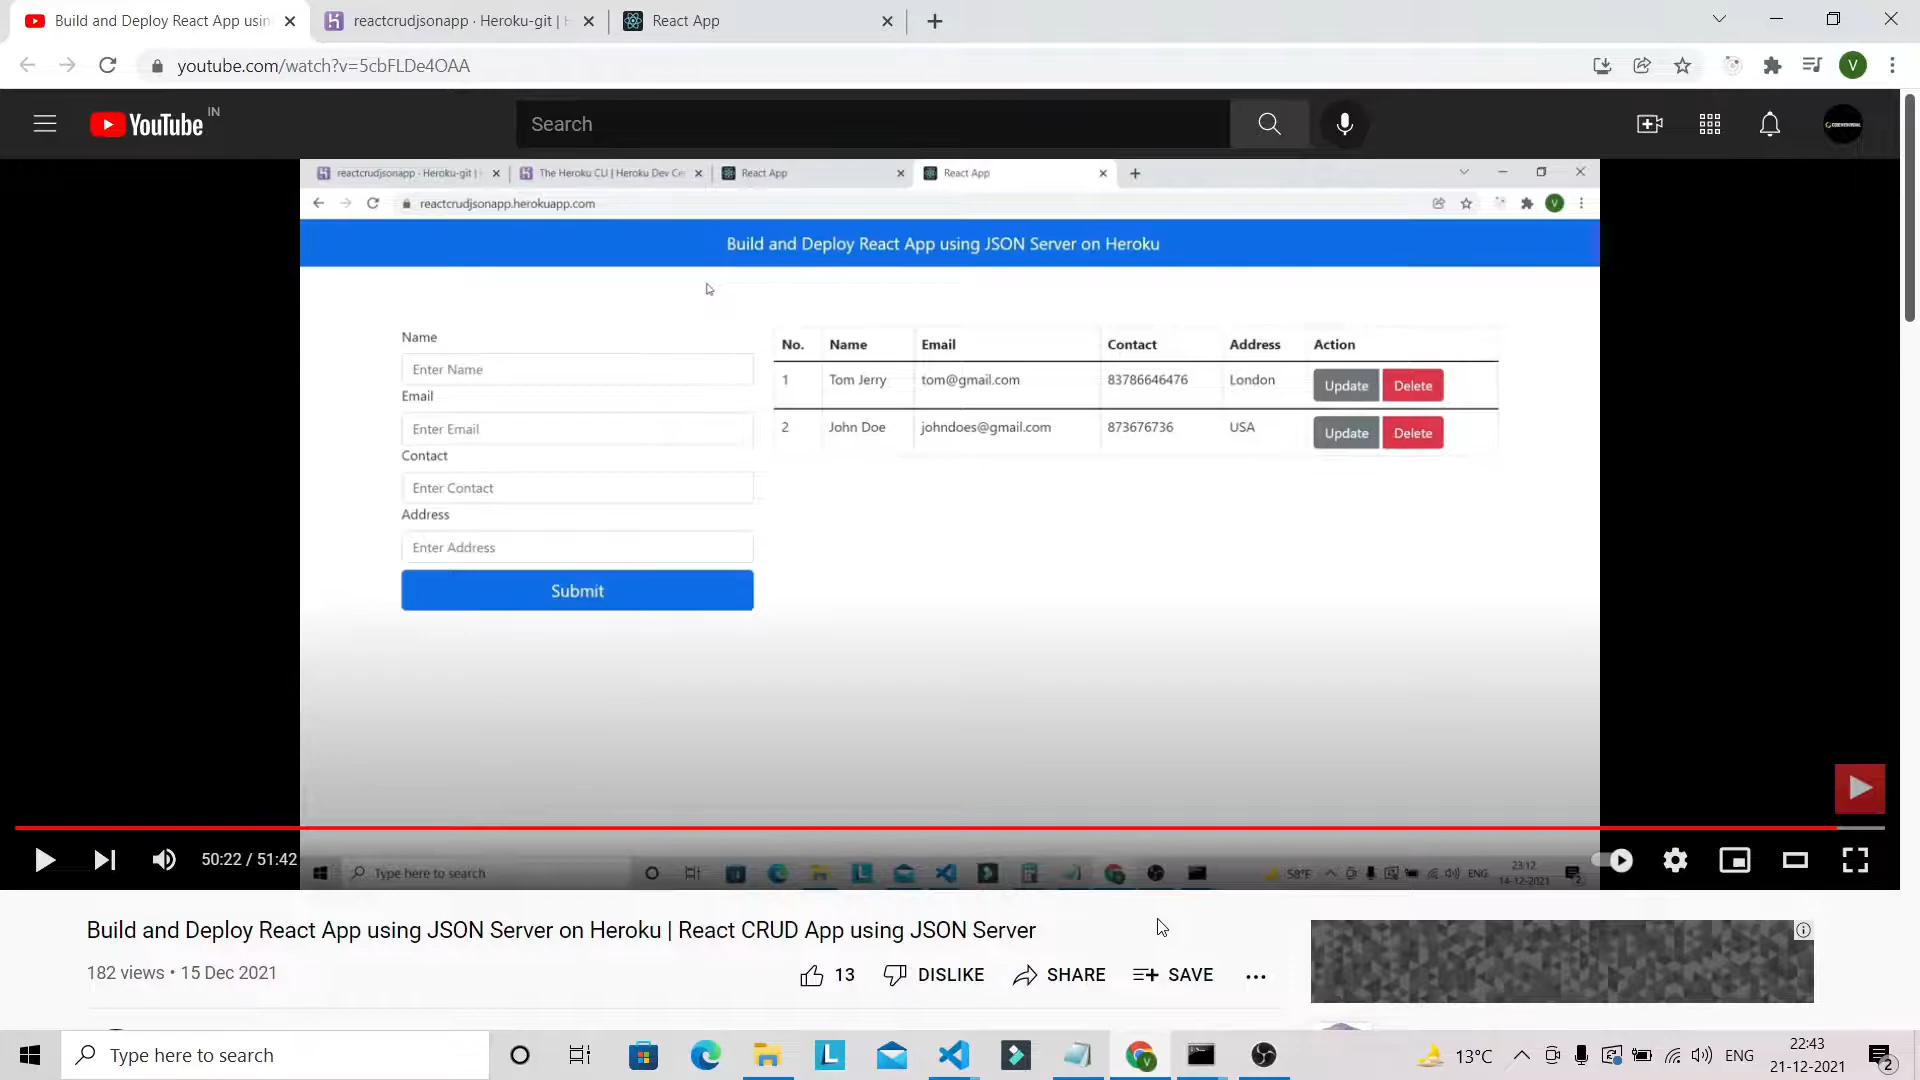 Build and Deploy React App usin
reactcrudjsonapp · Heroku-git |
React App
youtube.com/watch?v=5cbFLDe4OAA
V
YouTube IN
Search
reactcrudjsonapp · Heroku-git |
The Heroku CLI | Heroku Dev Ce
React App
React App
reactcrudjsonapp.herokuapp.com
V
Build and Deploy React App using JSON Server on Heroku
Name
Enter Name
Email
Enter Email
Contact
Enter Contact
Address
Enter Address
Submit
No. Name Email Contact Address Action
1 Tom Jerry tom@gmail.com 83786646476 London Update Delete
2 John Doe johndoes@gmail.com 873676736 USA Update Delete
50:22 / 51:42
Type here to search
58°F
ENG
23:12
14-12-2021
Build and Deploy React App using JSON Server on Heroku | React CRUD App using JSON Server
182 views • 15 Dec 2021
13 DISLIKE SHARE SAVE
Type here to search
13°C
ENG
22:43
21-12-2021
2